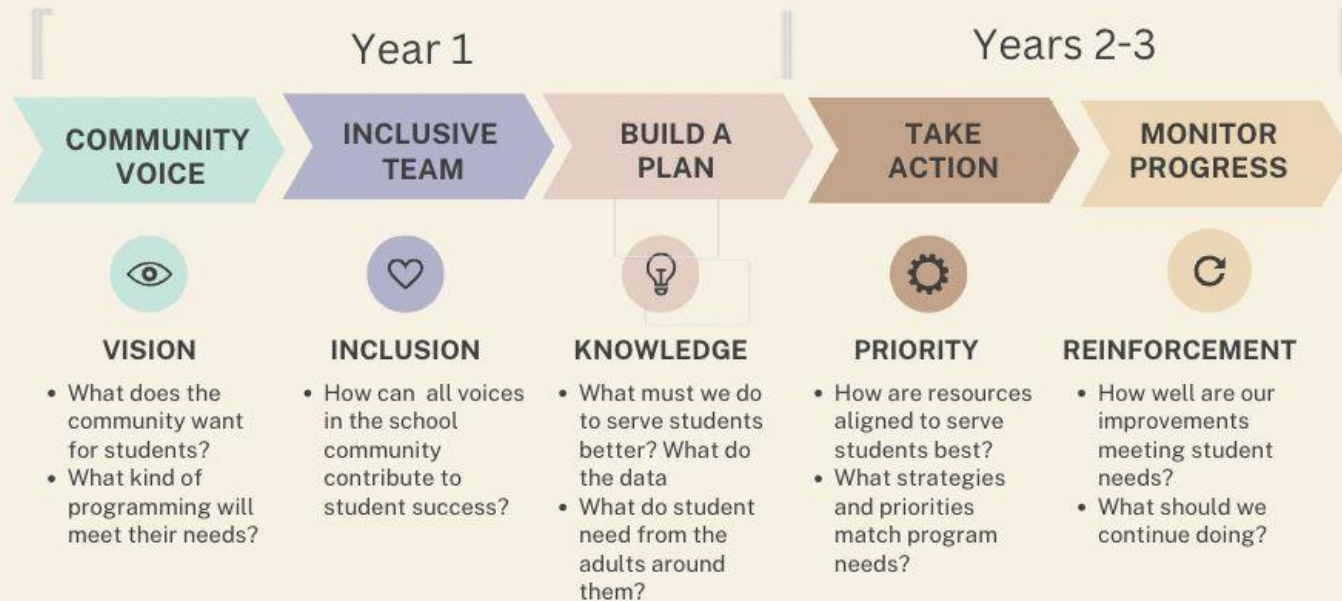 Year 1
Years 2-3
COMMUNITY
VOICE
INCLUSIVE
TEAM
BUILD A
PLAN
TAKE
ACTION
MONITOR
PROGRESS
VISION
• What does the
community want
for students?
• What kind of
programming will
meet their needs?
INCLUSION
• How can  all voices
in the school
community
contribute to
student success?
KNOWLEDGE
• What must we do
to serve students
better? What do
the data
• What do student
need from the
adults around
them?
PRIORITY
• How are resources
aligned to serve
students best?
• What strategies
and priorities
match program
needs?
REINFORCEMENT
• How well are our
improvements
meeting student
needs?
• What should we
continue doing?